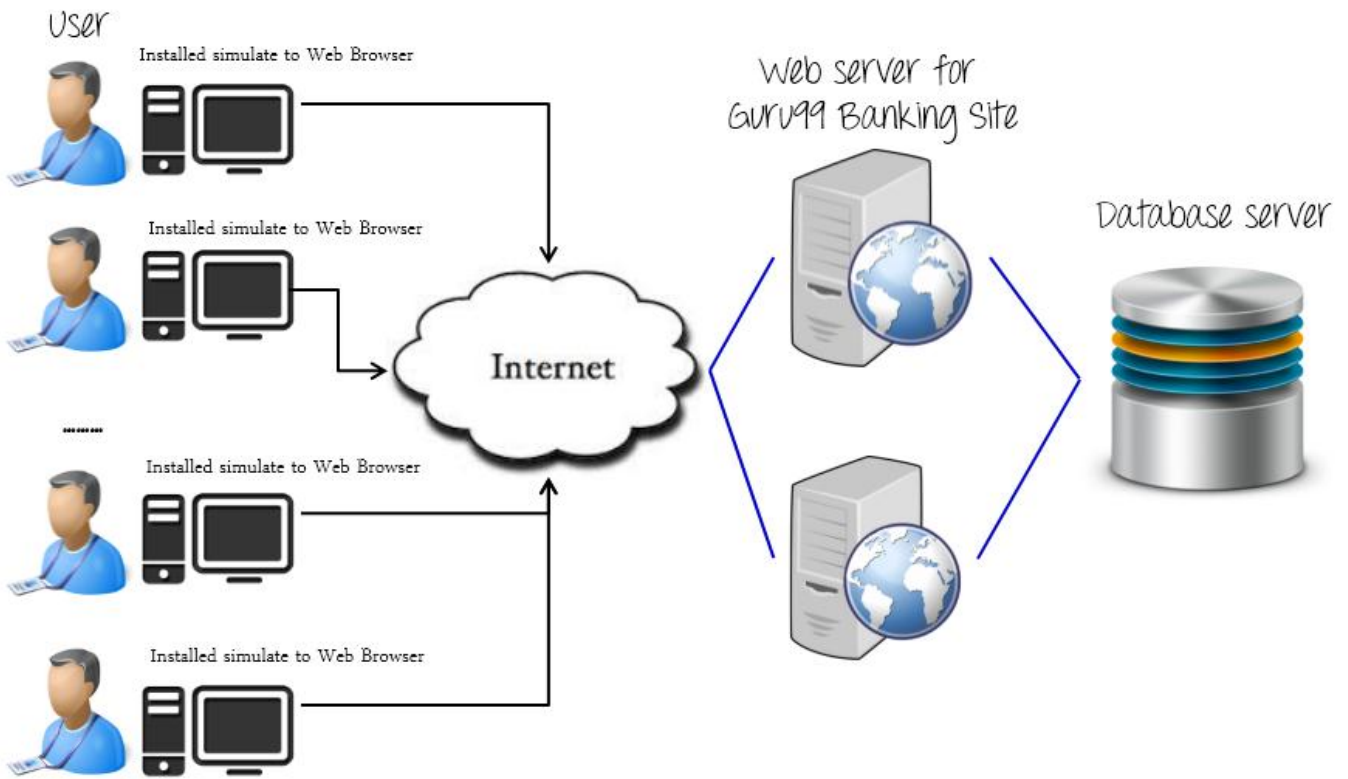 User
Installed simulate to Web Browser
Web server for
Guru99 Banking Site
Installed simulate to Web Browser
Database server
Internet
.........
Installed simulate to Web Browser
Installed simulate to Web Browser